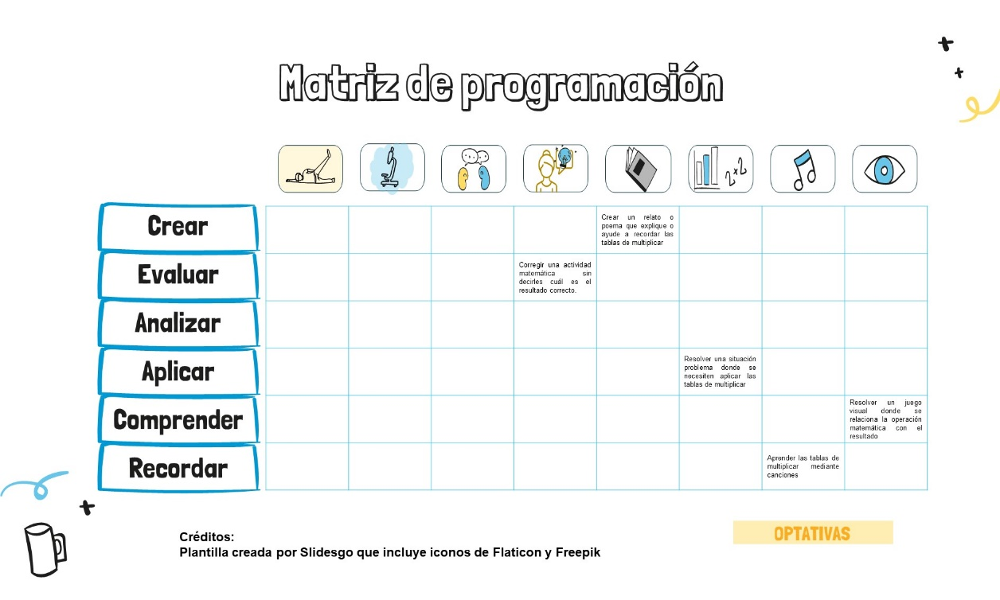 Matriz de programación
2x2
Crear
Crear un relato o
poema que explique o
ayude a recordar las
tablas de multiplicar
Evaluar
Corregir una actividad
matemática sin
decirles cuál es el
resultado correcto.
Analizar
Aplicar
Resolver una situación
problema donde se
necesiten aplicar las
tablas de multiplicar
Comprender
Resolver un juego
visual donde se
relaciona la operación
matemática con el
resultado
Recordar
Aprender las tablas de
multiplicar mediante
canciones
Créditos:
Plantilla creada por Slidesgo que incluye iconos de Flaticon y Freepik
OPTATIVAS